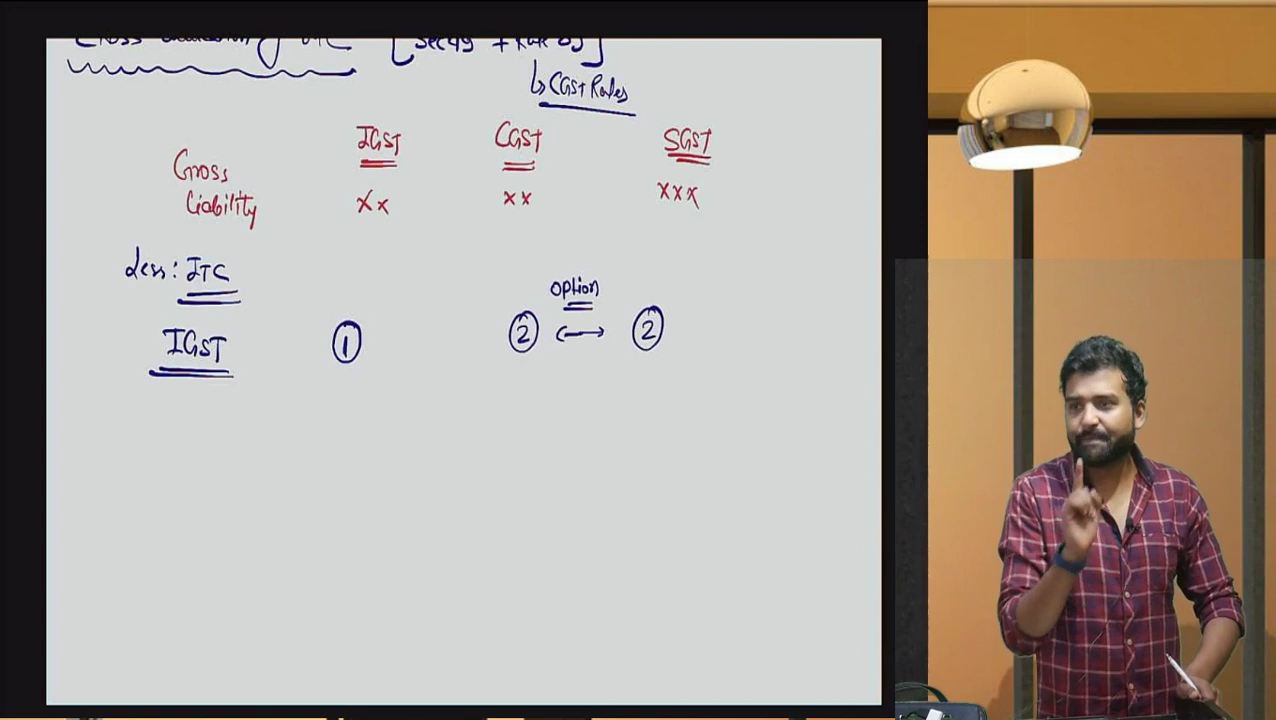 [Sec 49 + Rule
↳ CGST Rules
IGST CGST SGST
Gross
Liability xx xx xxx
Less: ITC
option
IGST ① ② ↔ ②